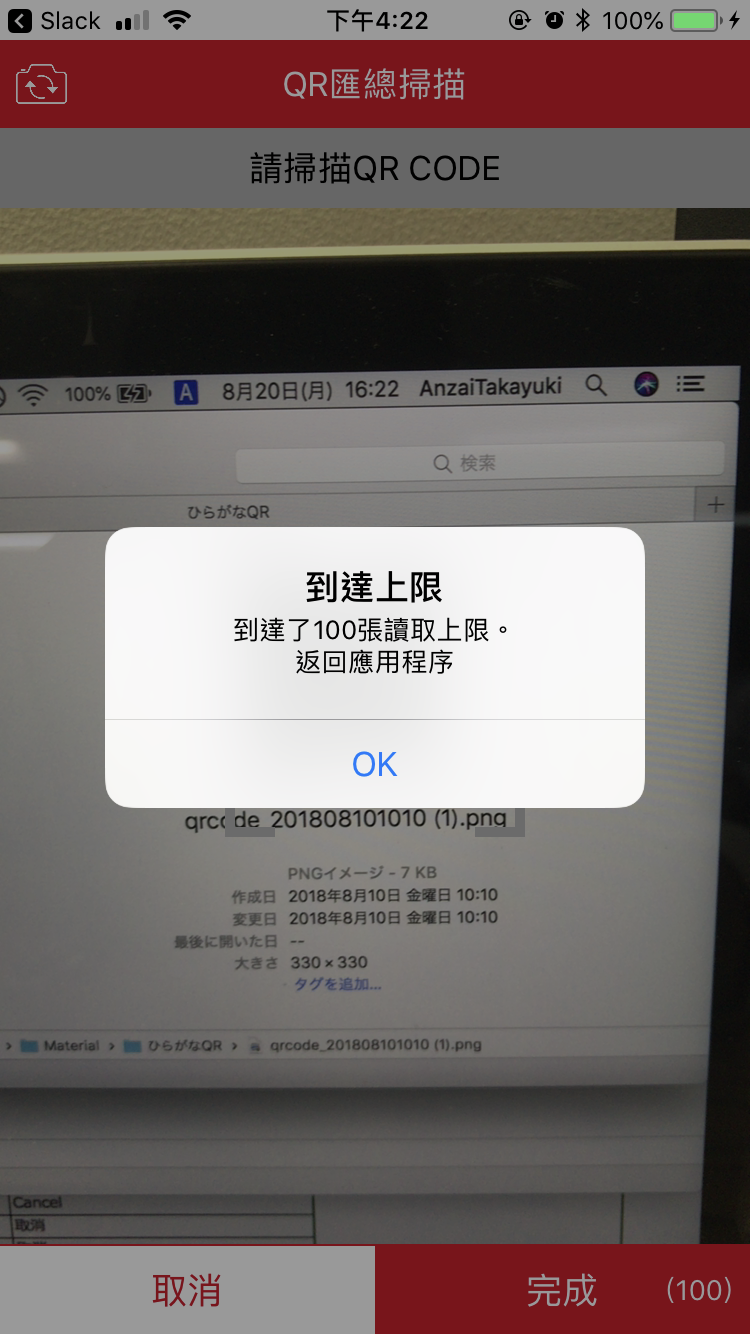 Slack 下午4:22 100%
QR匯總掃描
請掃描QR CODE
100% A 8月20日(月) 16:22 AnzaiTakayuki
検索
ひらがなQR +
到達上限
到達了100張讀取上限。
返回應用程序
OK
qrcode_201808101010 (1).png
PNGイメージ - 7 KB
作成日 2018年8月10日 金曜日 10:10
変更日 2018年8月10日 金曜日 10:10
最後に開いた日 --
大きさ 330 × 330
タグを追加...
› Material › ひらがなQR › qrcode_201808101010 (1).png
Cancel
取消
取消 完成 (100)